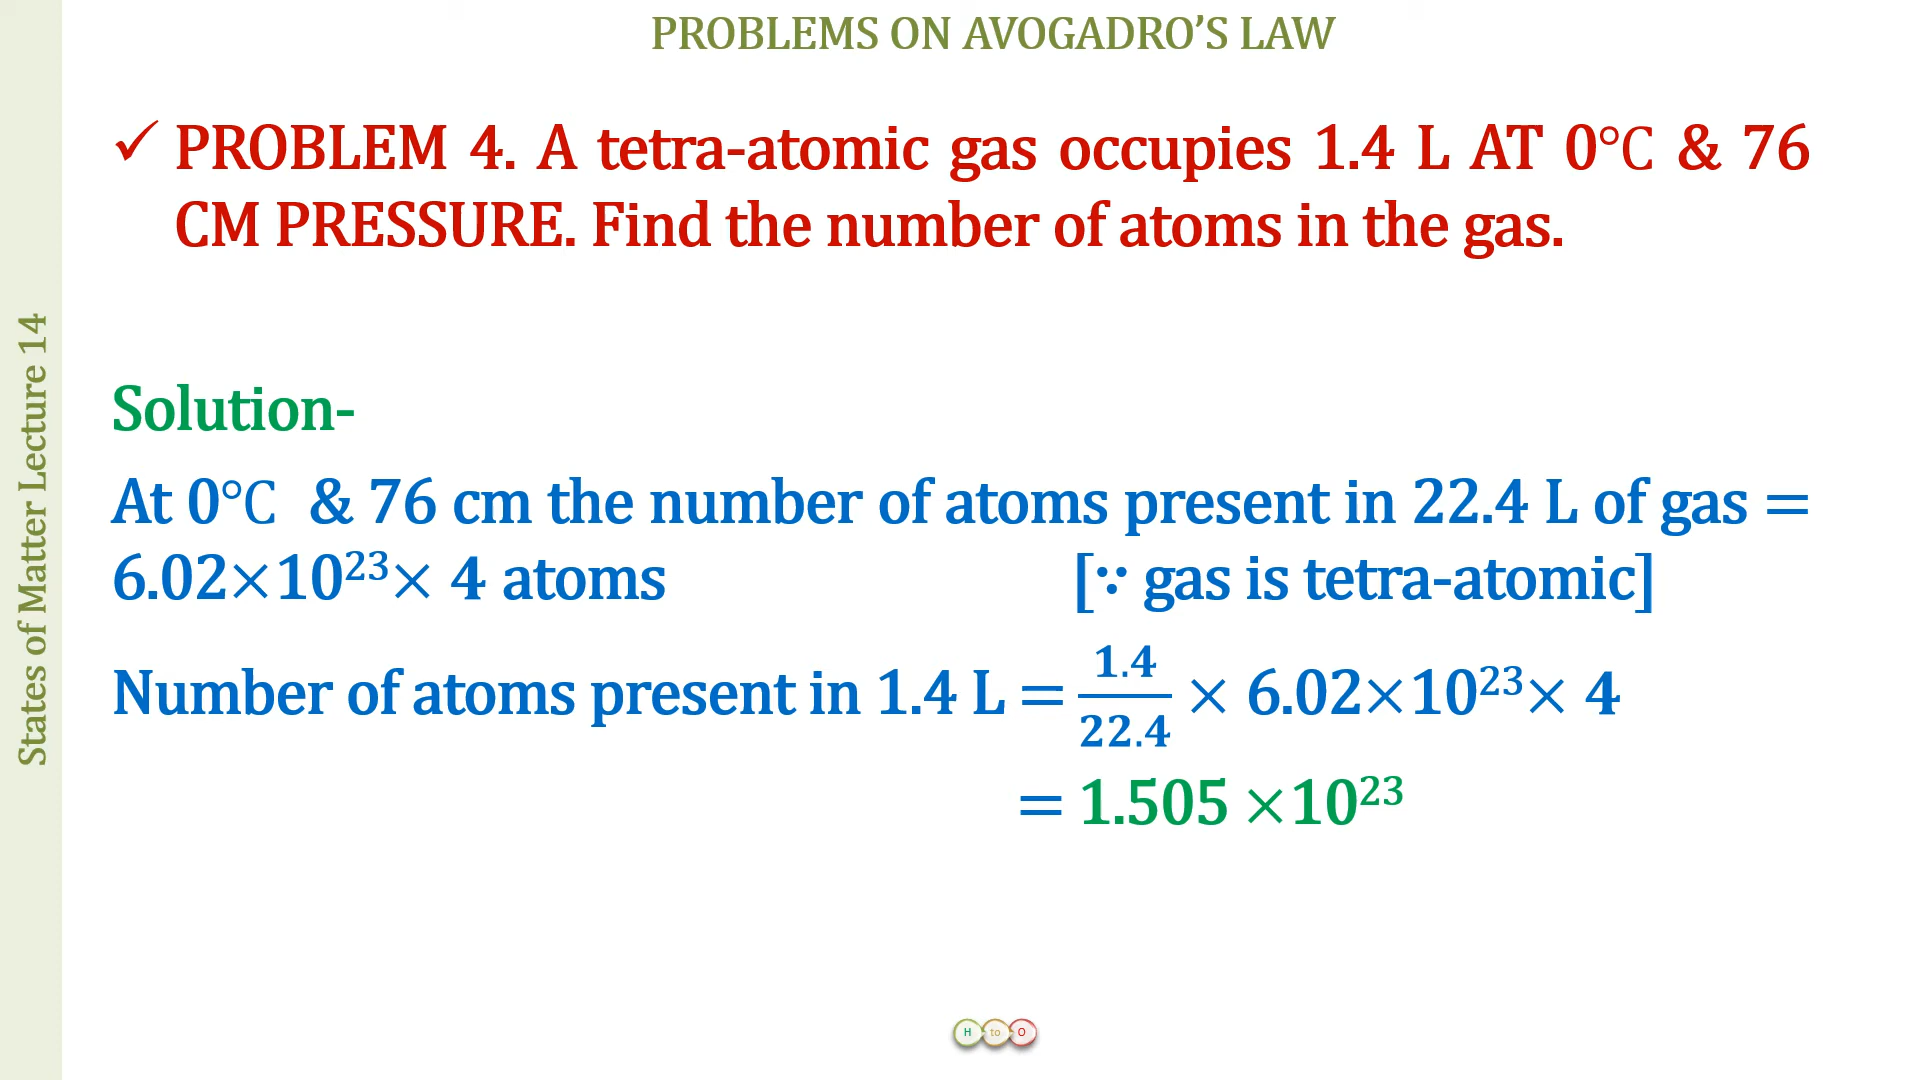 PROBLEMS ON AVOGADRO’S LAW
✓ PROBLEM 4. A tetra-atomic gas occupies 1.4 L AT 0℃ & 76
CM PRESSURE. Find the number of atoms in the gas.
States of Matter Lecture 14
Solution-
At 0℃ & 76 cm the number of atoms present in 22.4 L of gas =
6.02×10²³× 4 atoms [∵ gas is tetra-atomic]
Number of atoms present in 1.4 L = 1.4/22.4 × 6.02×10²³× 4
= 1.505 ×10²³
H to O